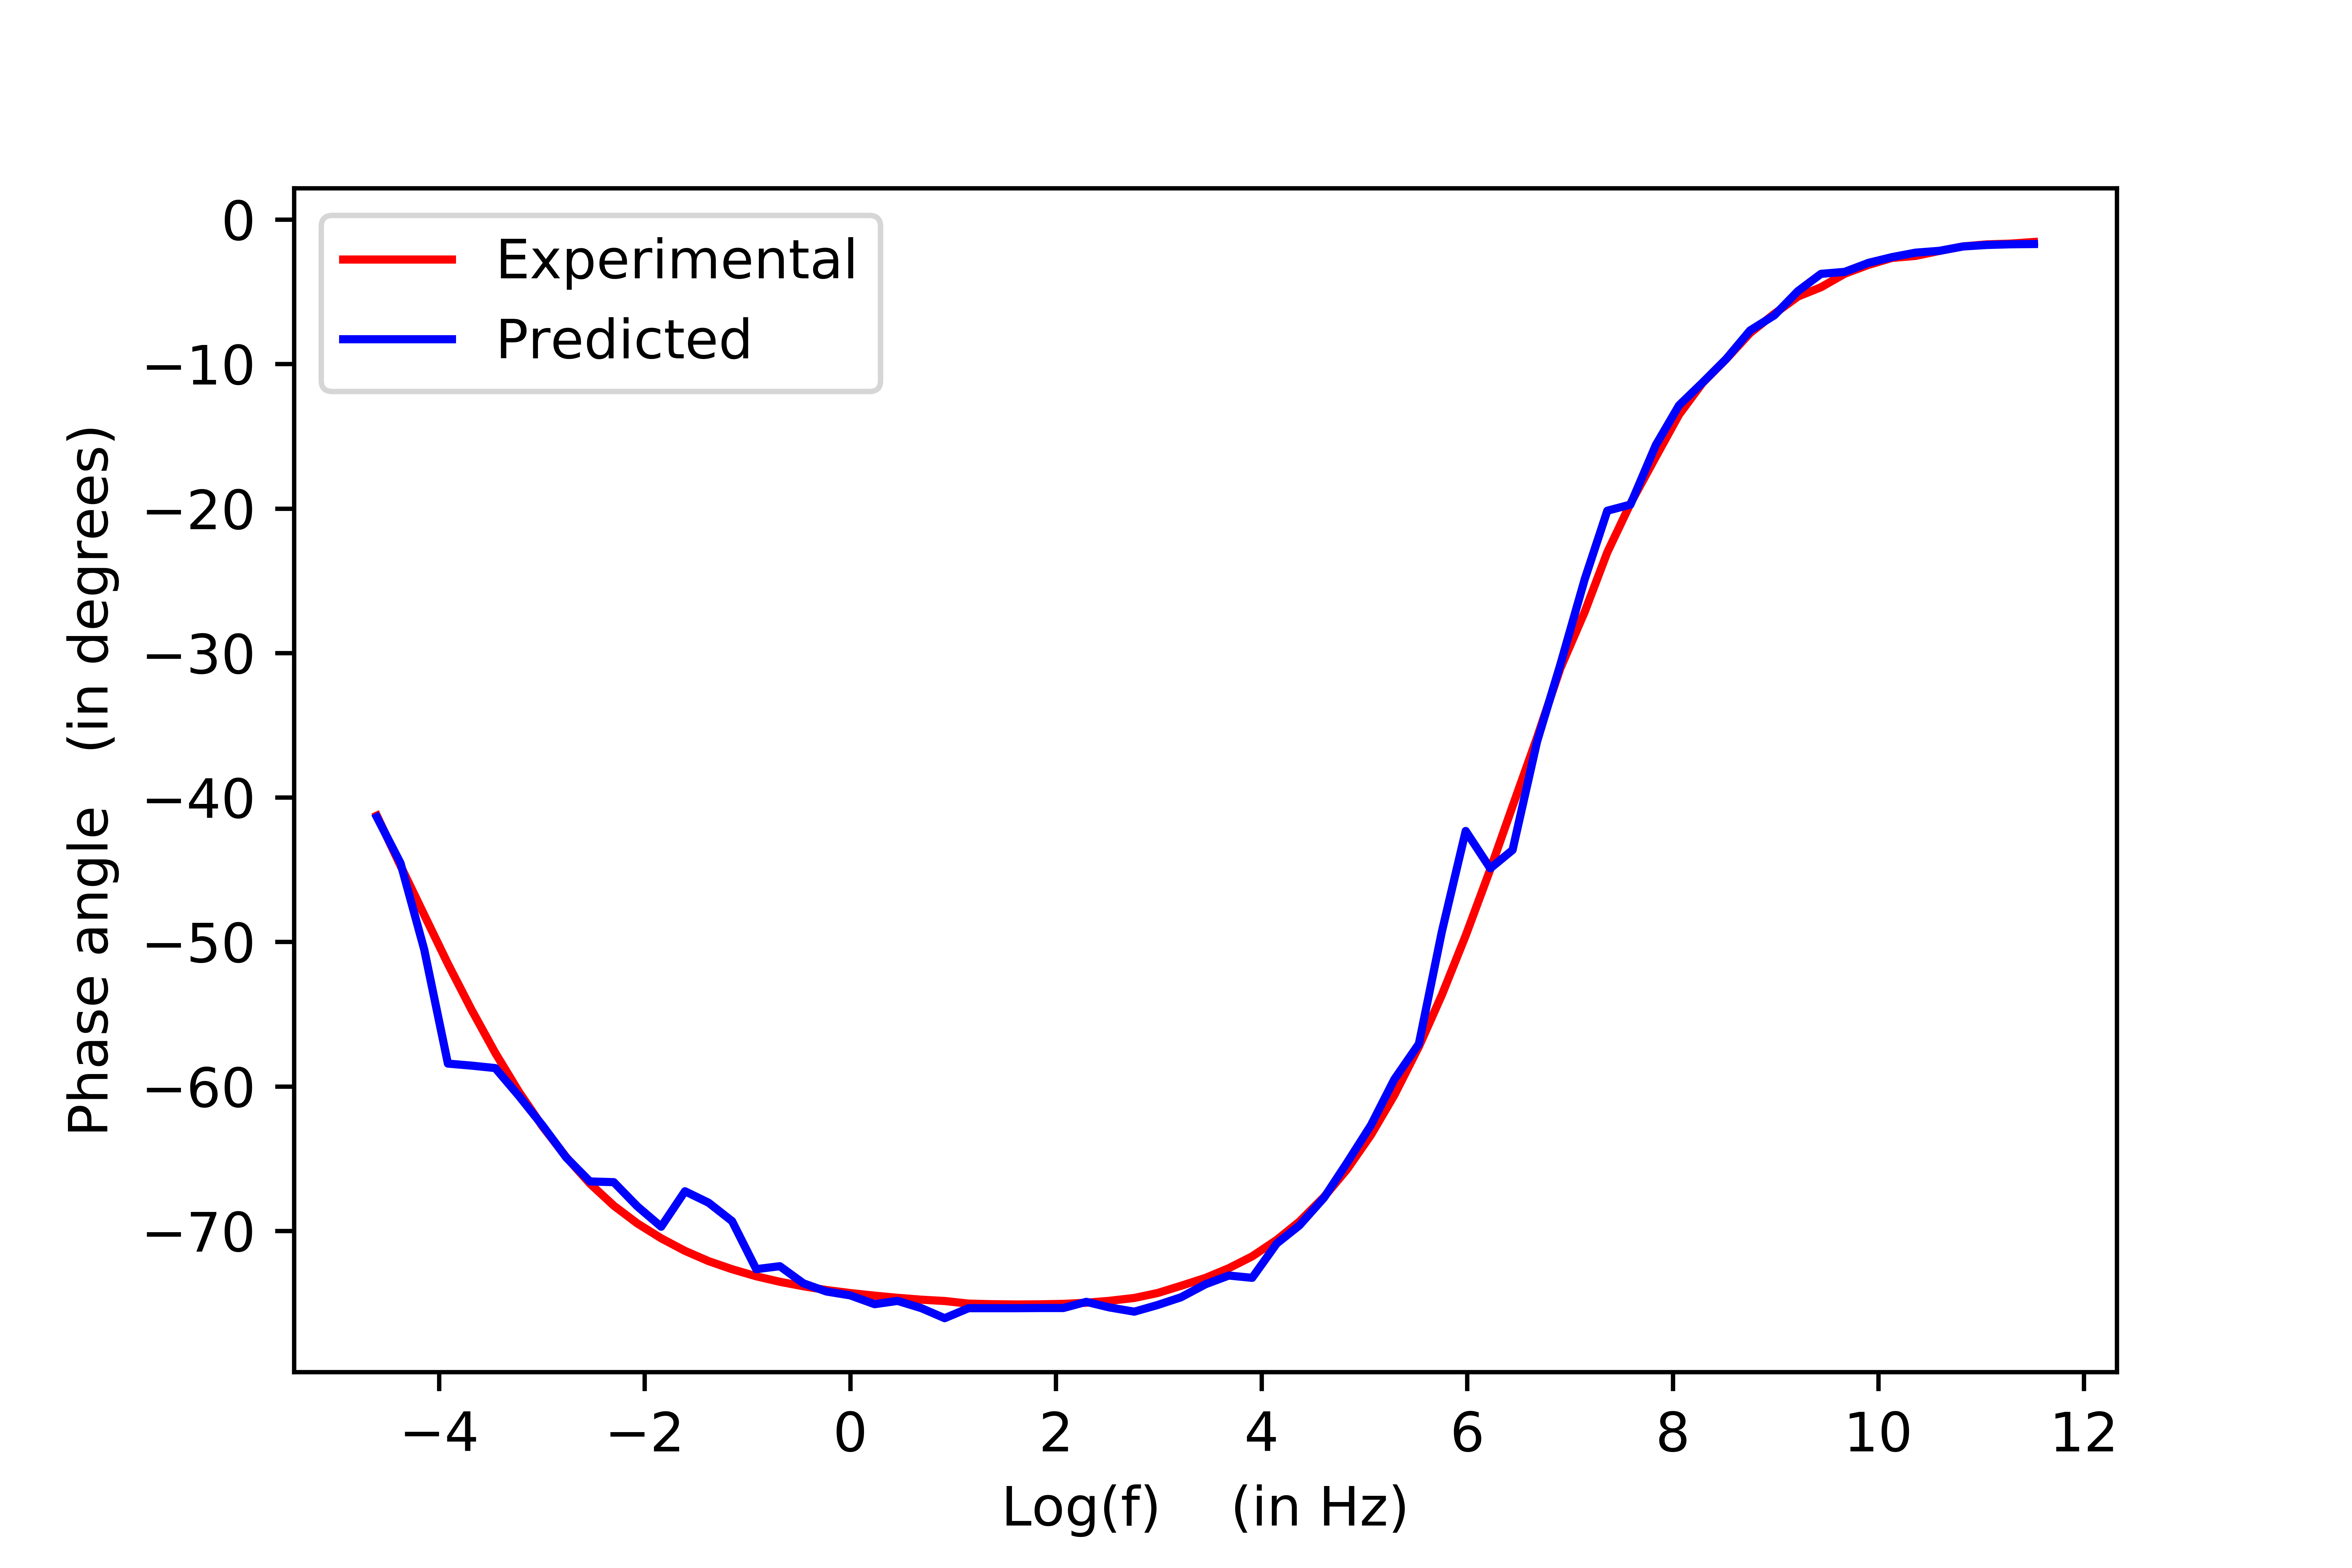 Experimental
Predicted
0
−10
−20
−30
−40
−50
−60
−70
Phase angle (in degrees)
−4 −2 0 2 4 6 8 10 12
Log(f) (in Hz)